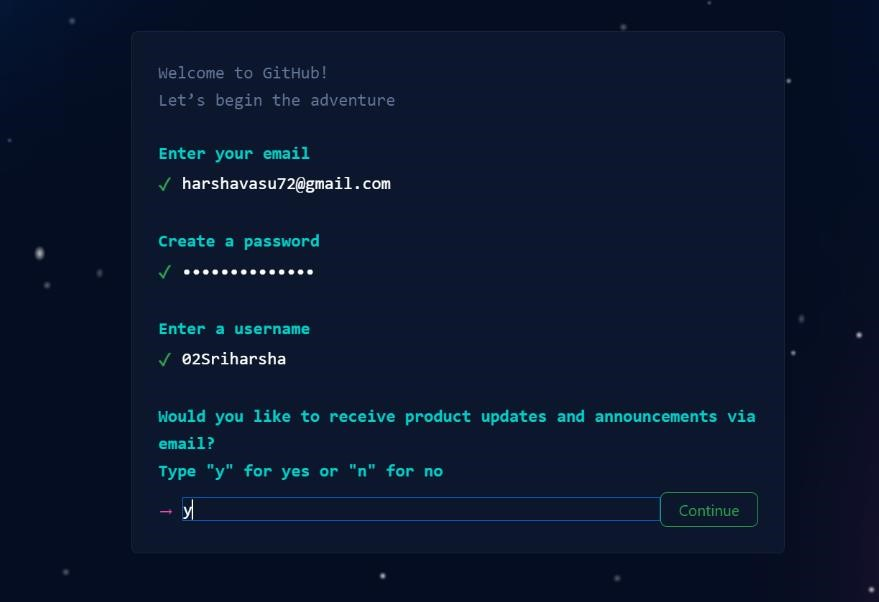 Welcome to GitHub!
Let’s begin the adventure
Enter your email
✓ harshavasu72@gmail.com
Create a password
✓ ••••••••••••••
Enter a username
✓ 02Sriharsha
Would you like to receive product updates and announcements via
email?
Type "y" for yes or "n" for no
→ y Continue